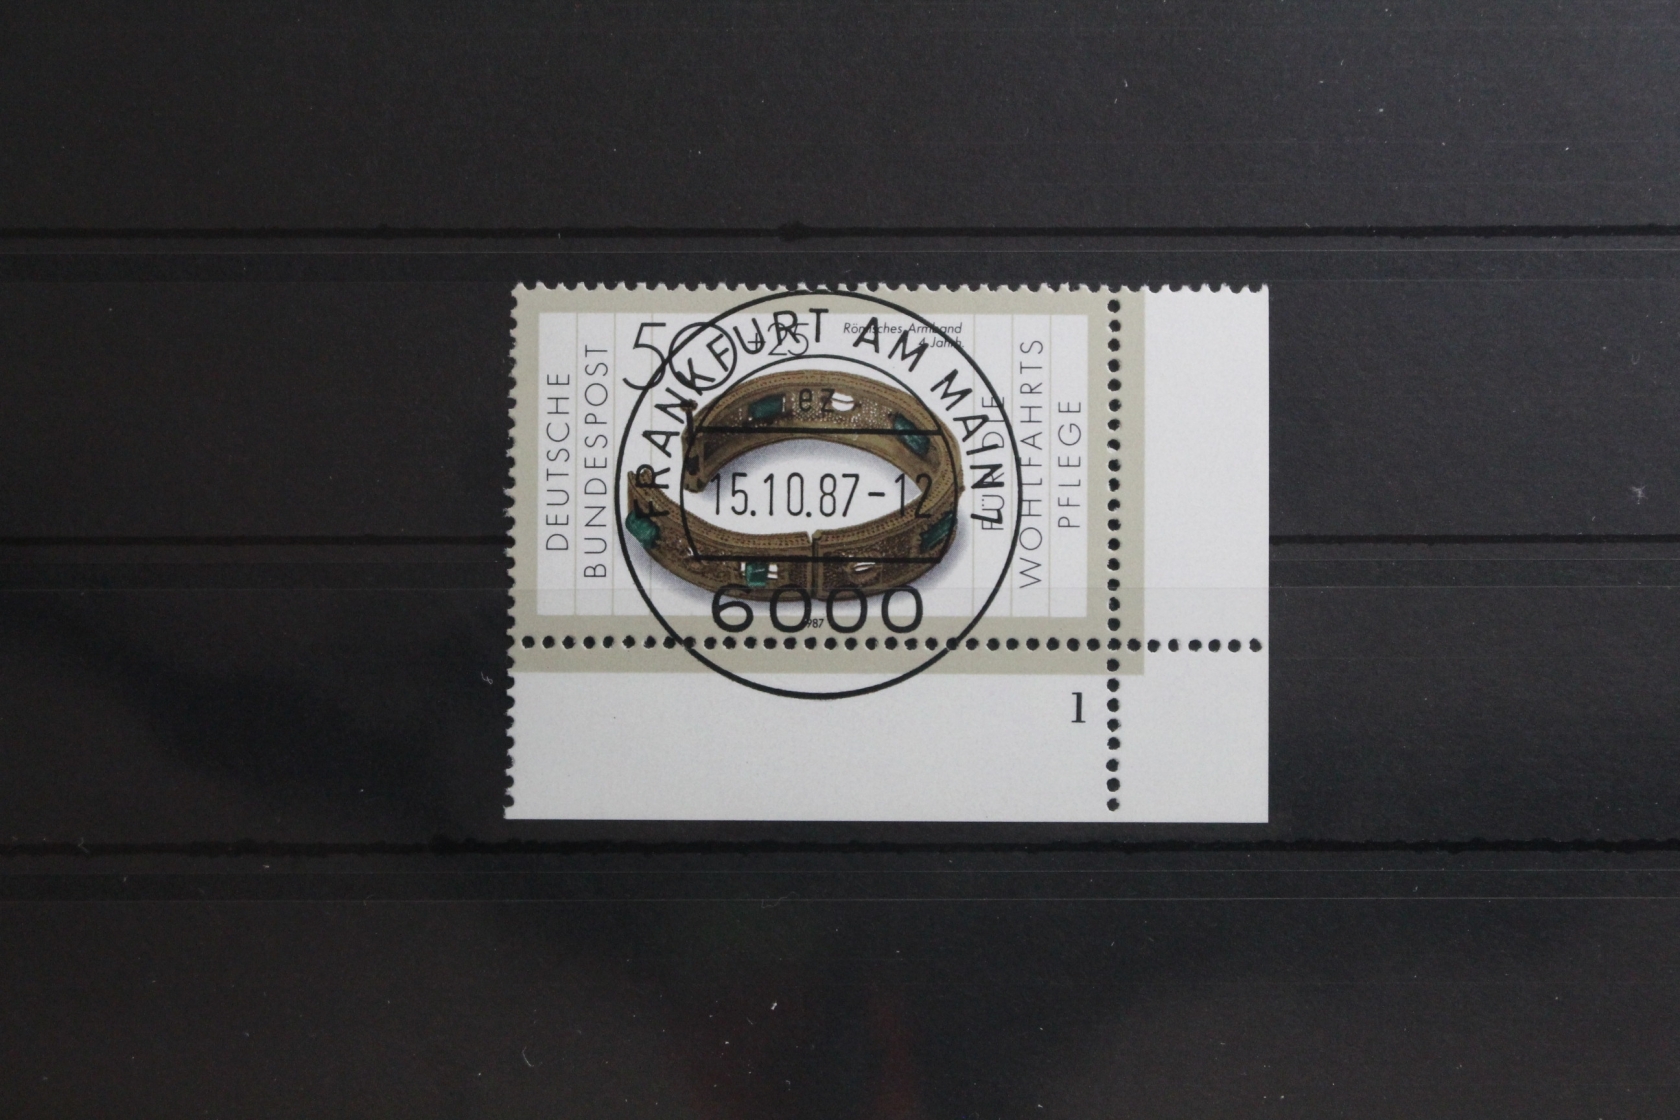 DEUTSCHE
BUNDESPOST
50 +25
Römisches Armband
4. Jahrh.
FÜR DIE
WOHLFAHRTS
PFLEGE
1987
FRANKFURT AM MAIN 7
ez
15.10.87-12
6000
1